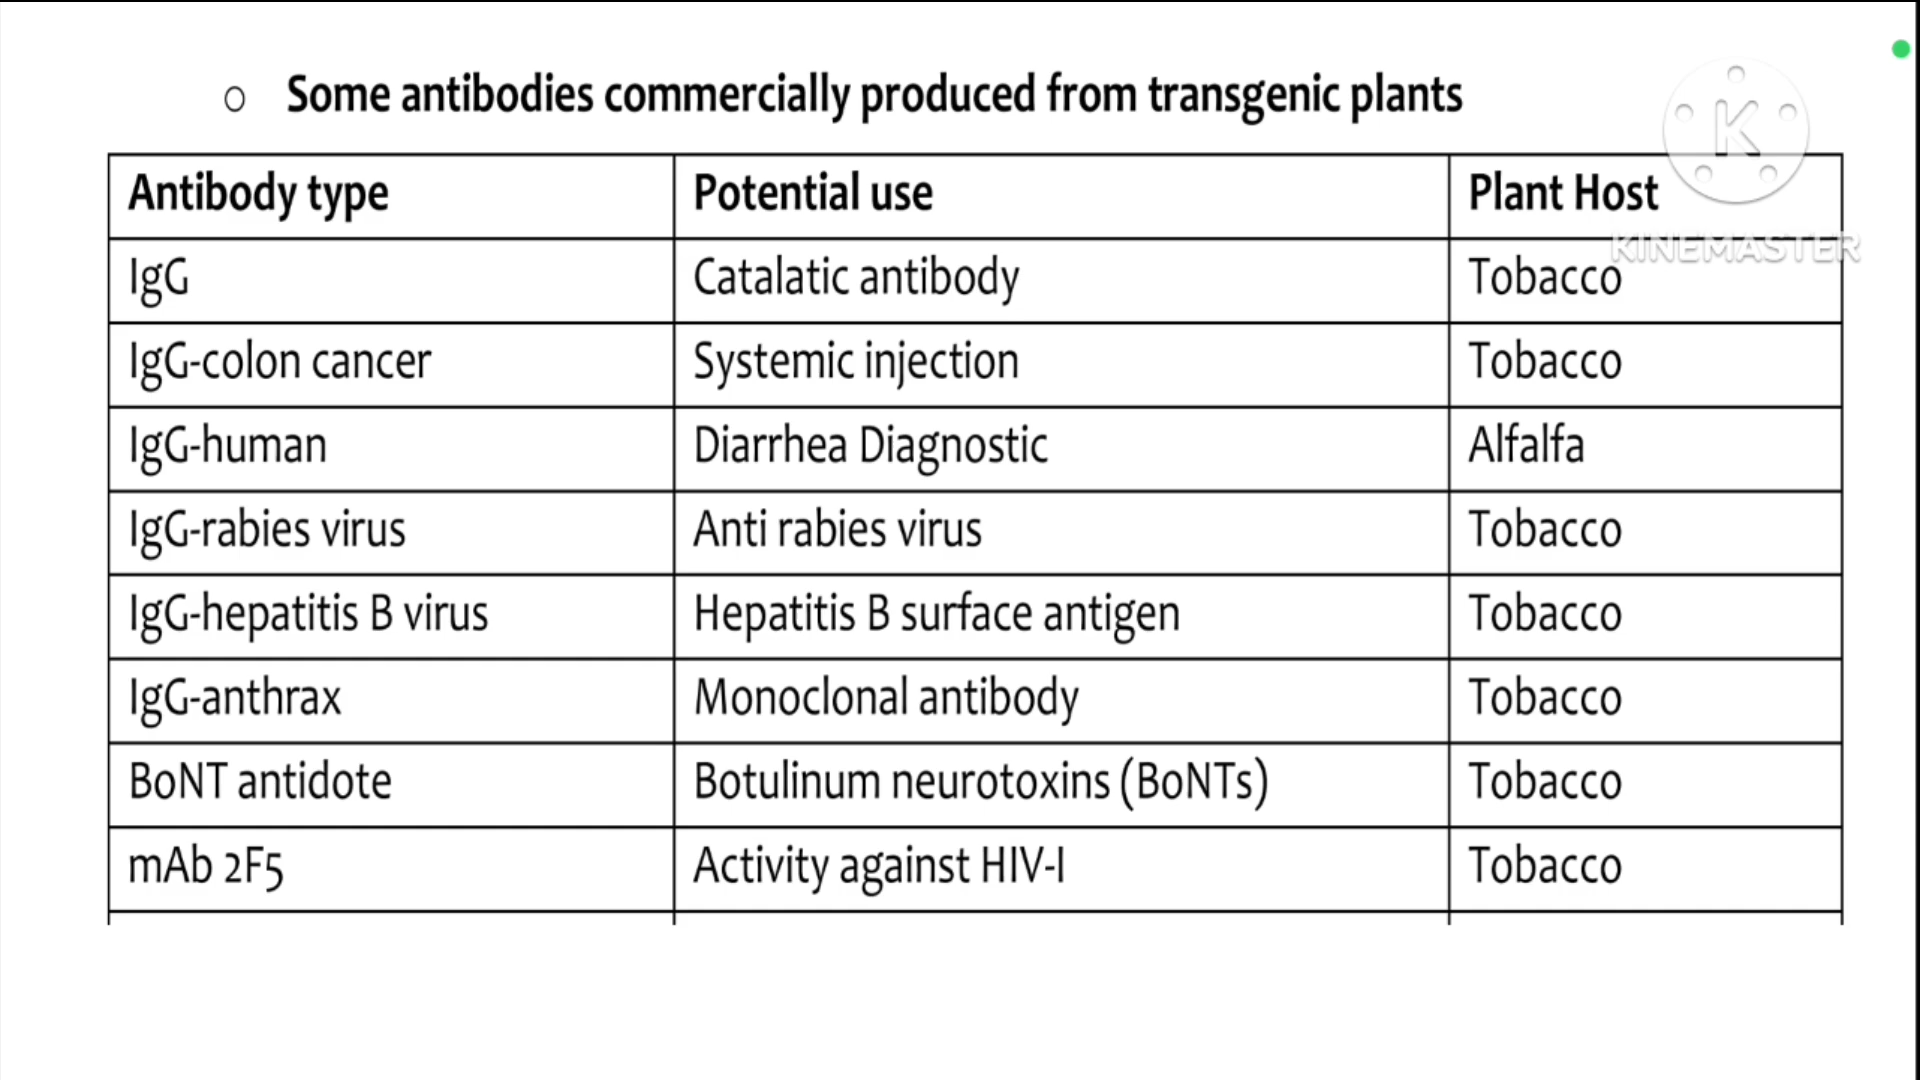 ○ Some antibodies commercially produced from transgenic plants
K
KINEMASTER
Antibody type Potential use Plant Host
IgG Catalatic antibody Tobacco
IgG-colon cancer Systemic injection Tobacco
IgG-human Diarrhea Diagnostic Alfalfa
IgG-rabies virus Anti rabies virus Tobacco
IgG-hepatitis B virus Hepatitis B surface antigen Tobacco
IgG-anthrax Monoclonal antibody Tobacco
BoNT antidote Botulinum neurotoxins (BoNTs) Tobacco
mAb 2F5 Activity against HIV-I Tobacco